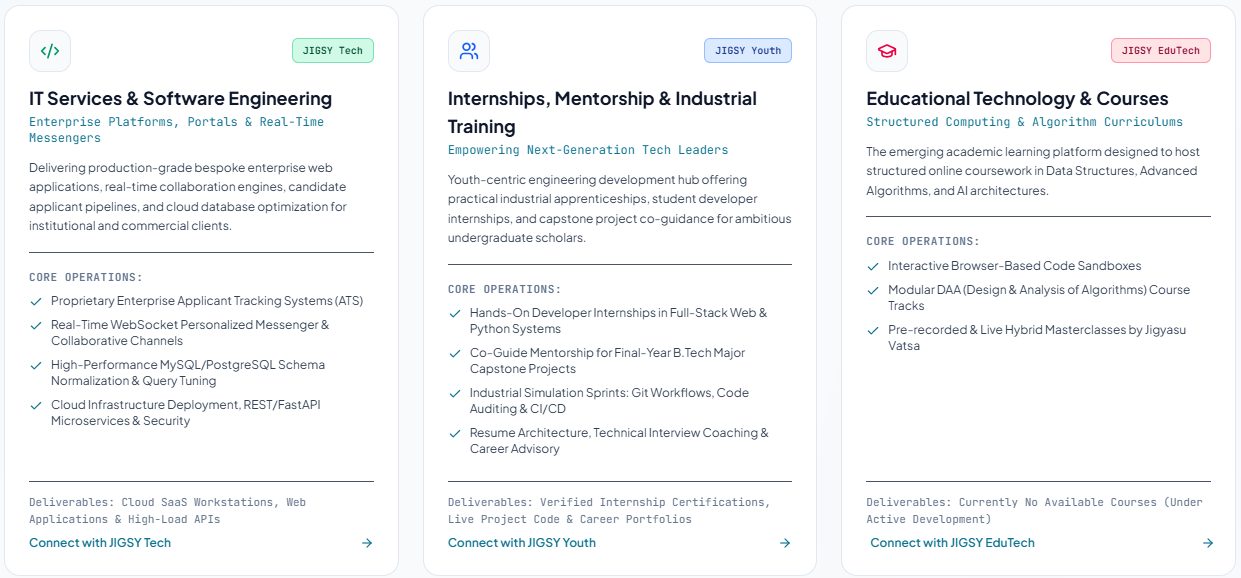 JIGSY Tech
IT Services & Software Engineering
Enterprise Platforms, Portals & Real-Time
Messengers
Delivering production-grade bespoke enterprise web
applications, real-time collaboration engines, candidate
applicant pipelines, and cloud database optimization for
institutional and commercial clients.
CORE OPERATIONS:
Proprietary Enterprise Applicant Tracking Systems (ATS)
Real-Time WebSocket Personalized Messenger &
Collaborative Channels
High-Performance MySQL/PostgreSQL Schema
Normalization & Query Tuning
Cloud Infrastructure Deployment, REST/FastAPI
Microservices & Security
Deliverables: Cloud SaaS Workstations, Web
Applications & High-Load APIs
Connect with JIGSY Tech
JIGSY Youth
Internships, Mentorship & Industrial
Training
Empowering Next-Generation Tech Leaders
Youth-centric engineering development hub offering
practical industrial apprenticeships, student developer
internships, and capstone project co-guidance for ambitious
undergraduate scholars.
CORE OPERATIONS:
Hands-On Developer Internships in Full-Stack Web &
Python Systems
Co-Guide Mentorship for Final-Year B.Tech Major
Capstone Projects
Industrial Simulation Sprints: Git Workflows, Code
Auditing & CI/CD
Resume Architecture, Technical Interview Coaching &
Career Advisory
Deliverables: Verified Internship Certifications,
Live Project Code & Career Portfolios
Connect with JIGSY Youth
JIGSY EduTech
Educational Technology & Courses
Structured Computing & Algorithm Curriculums
The emerging academic learning platform designed to host
structured online coursework in Data Structures, Advanced
Algorithms, and AI architectures.
CORE OPERATIONS:
Interactive Browser-Based Code Sandboxes
Modular DAA (Design & Analysis of Algorithms) Course
Tracks
Pre-recorded & Live Hybrid Masterclasses by Jigyasu
Vatsa
Deliverables: Currently No Available Courses (Under
Active Development)
Connect with JIGSY EduTech